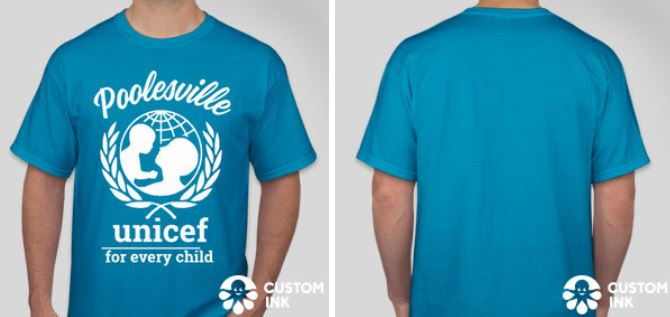 Poolesville
unicef
for every child
CUSTOM
INK
CUSTOM
INK